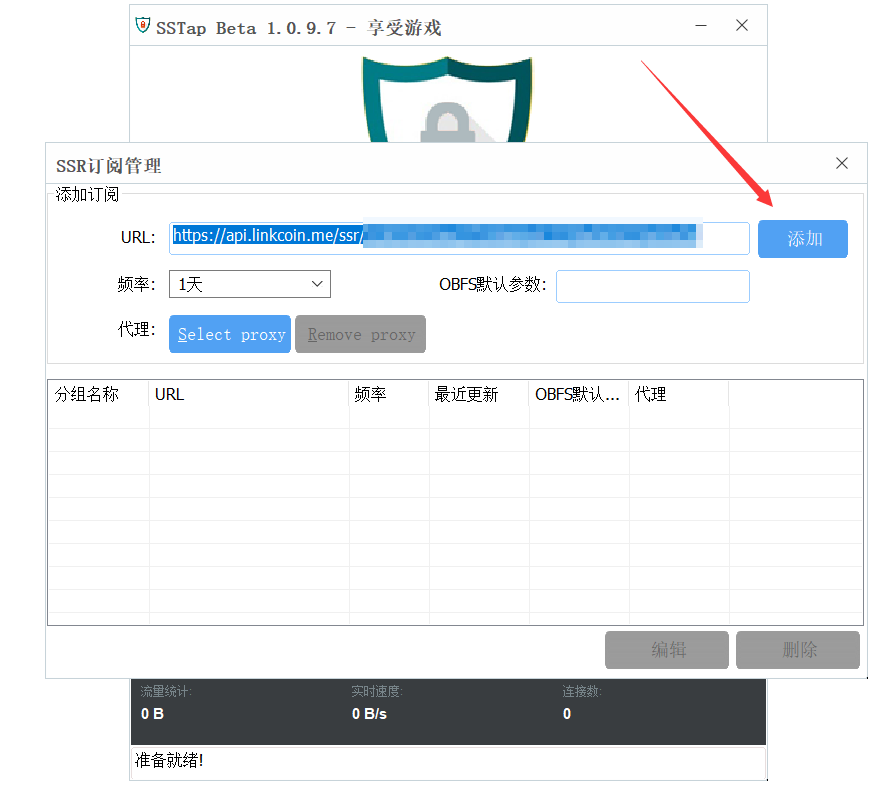 SSTap Beta 1.0.9.7 - 享受游戏
SSR订阅管理
添加订阅
URL: https://api.linkcoin.me/ssr/ 添加
频率: 1天 OBFS默认参数:
代理: Select proxy Remove proxy
分组名称 URL 频率 最近更新 OBFS默认... 代理
编辑 删除
流量统计: 实时速度: 连接数:
0 B 0 B/s 0
准备就绪!